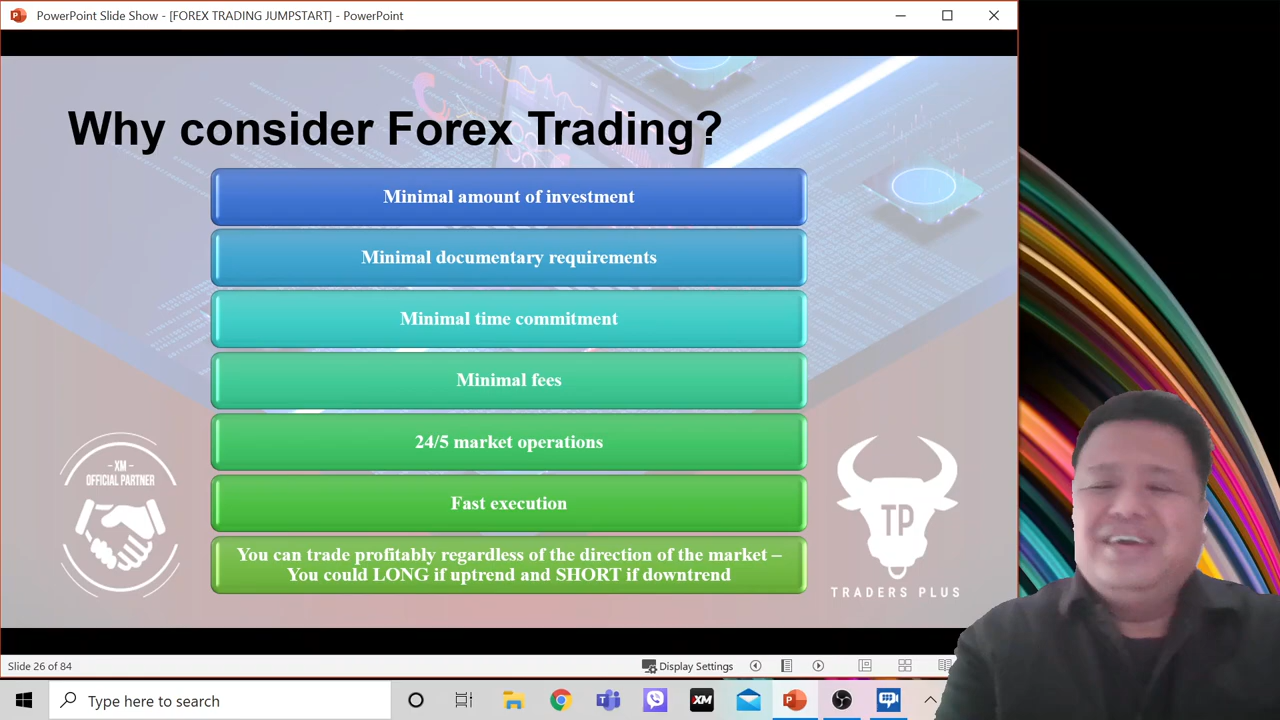 PowerPoint Slide Show - [FOREX TRADING JUMPSTART] - PowerPoint
Why consider Forex Trading?
Minimal amount of investment
Minimal documentary requirements
Minimal time commitment
Minimal fees
24/5 market operations
Fast execution
You can trade profitably regardless of the direction of the market –
You could LONG if uptrend and SHORT if downtrend
- XM -
OFFICIAL PARTNER
TP
TRADERS PLUS
Slide 26 of 84
Display Settings
Type here to search
XM